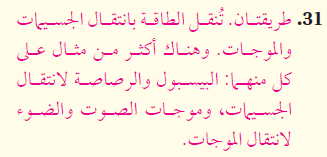 31. طريقتان. تُنقل الطاقة بانتقال الجسيمات
والموجات. وهناك أكثر من مثال على
كل منهما: البيسبول والرصاصة لانتقال
الجسيمات، وموجات الصوت والضوء
لانتقال الموجات.